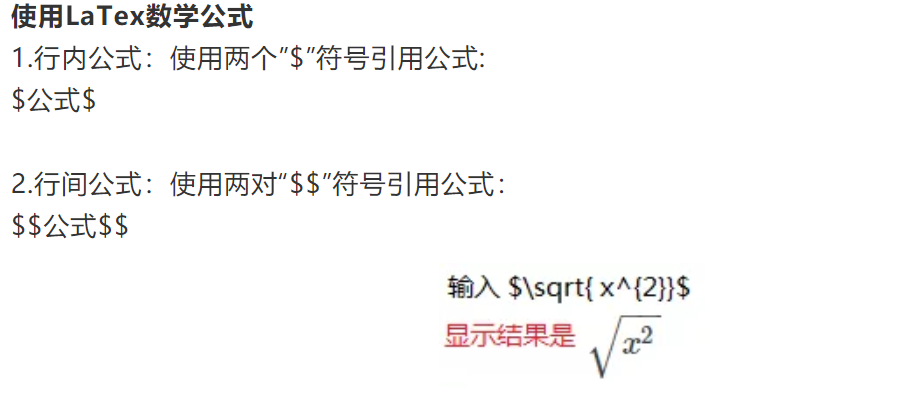 使用LaTex数学公式
1.行内公式：使用两个”$”符号引用公式:
$公式$
2.行间公式：使用两对“$$”符号引用公式：
$$公式$$
输入 $\sqrt{ x^{2}}$
显示结果是 √x²